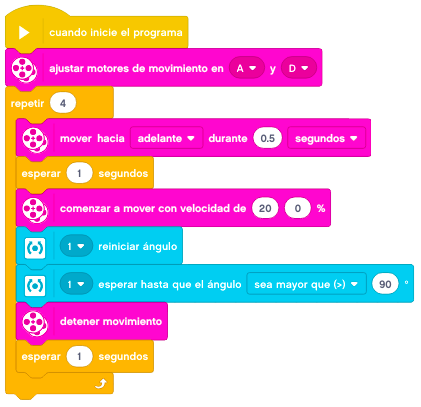 cuando inicie el programa
ajustar motores de movimiento en A y D
repetir 4
mover hacia adelante durante 0.5 segundos
esperar 1 segundos
comenzar a mover con velocidad de 20 0 %
1 reiniciar ángulo
1 esperar hasta que el ángulo sea mayor que (>) 90 °
detener movimiento
esperar 1 segundos